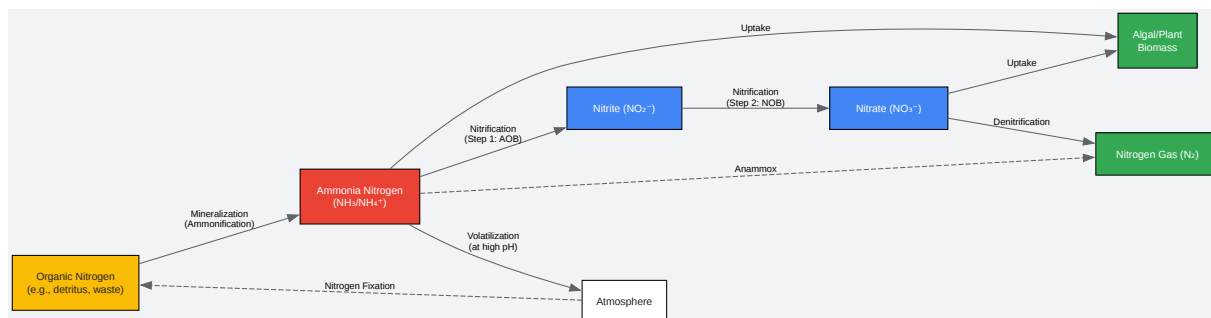 Uptake
Algal/Plant
Biomass
Uptake
Nitrification
(Step 2: NOB)
Nitrite (NO₂⁻)
Nitrate (NO₃⁻)
Nitrification
(Step 1: AOB)
Denitrification
Nitrogen Gas (N₂)
Anammox
Ammonia Nitrogen
(NH₃/NH₄⁺)
Mineralization
(Ammonification)
Volatilization
(at high pH)
Organic Nitrogen
(e.g., detritus, waste)
Nitrogen Fixation
Atmosphere